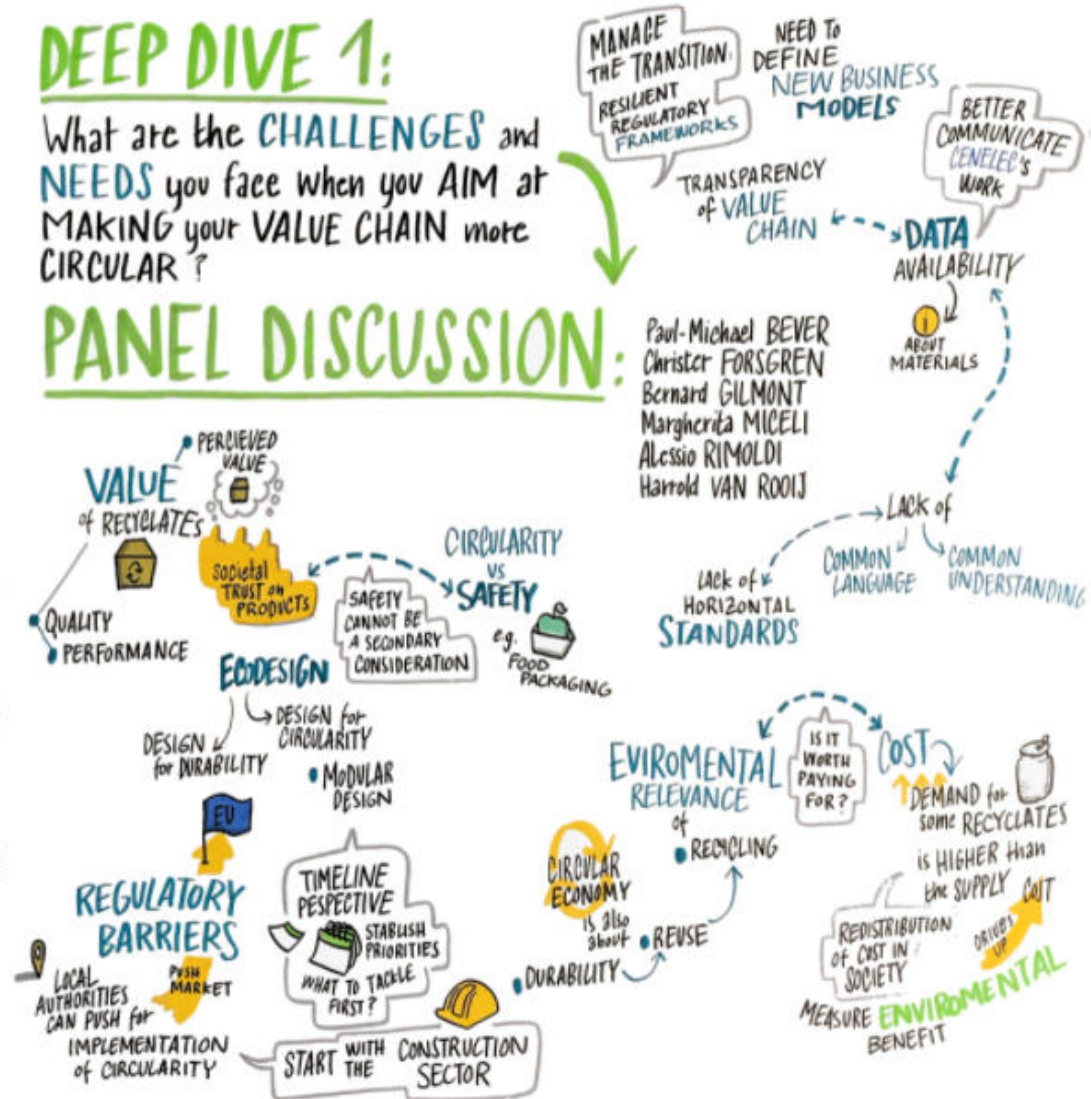 DEEP DIVE 1:
What are the CHALLENGES and
NEEDS you face when you AIM at
MAKING your VALUE CHAIN more
CIRCULAR ?
PANEL DISCUSSION:
Paul-Michael BEVER
Christer FORSGREN
Bernard GILMONT
Margherita MICELI
Alessio RIMOLDI
Harrold VAN ROOIJ
MANAGE
THE TRANSITION:
RESILIENT
REGULATORY
FRAMEWORKS
NEED TO
DEFINE
NEW BUSINESS
MODELS
BETTER
COMMUNICATE
CENELEC's
WORK
TRANSPARENCY
of VALUE
CHAIN
DATA
AVAILABILITY
ABOUT
MATERIALS
LACK of
COMMON
LANGUAGE
COMMON
UNDERSTANDING
LACK of
HORIZONTAL
STANDARDS
VALUE
of RECYCLATES
PERCIEVED
VALUE
QUALITY
PERFORMANCE
SOCIETAL
TRUST on
PRODUCTS
CIRCULARITY
VS
SAFETY
SAFETY
CANNOT BE
A SECONDARY
CONSIDERATION
e.g.
FOOD
PACKAGING
ECODESIGN
DESIGN
for DURABILITY
DESIGN for
CIRCULARITY
MODULAR
DESIGN
EU
REGULATORY
BARRIERS
PUSH
MARKET
LOCAL
AUTHORITIES
CAN PUSH for
IMPLEMENTATION
of CIRCULARITY
TIMELINE
PESPECTIVE
STABLISH
PRIORITIES
WHAT TO TACKLE
FIRST?
START WITH THE CONSTRUCTION
SECTOR
CIRCULAR
ECONOMY
is also
about
DURABILITY
REUSE
RECYCLING
EVIROMENTAL
RELEVANCE
of
IS IT
WORTH
PAYING
FOR?
COST
DEMAND for
some RECYCLATES
is HIGHER than
the SUPPLY
DRIVES
UP
COST
REDISTRIBUTION
of COST IN
SOCIETY
MEASURE ENVIROMENTAL
BENEFIT